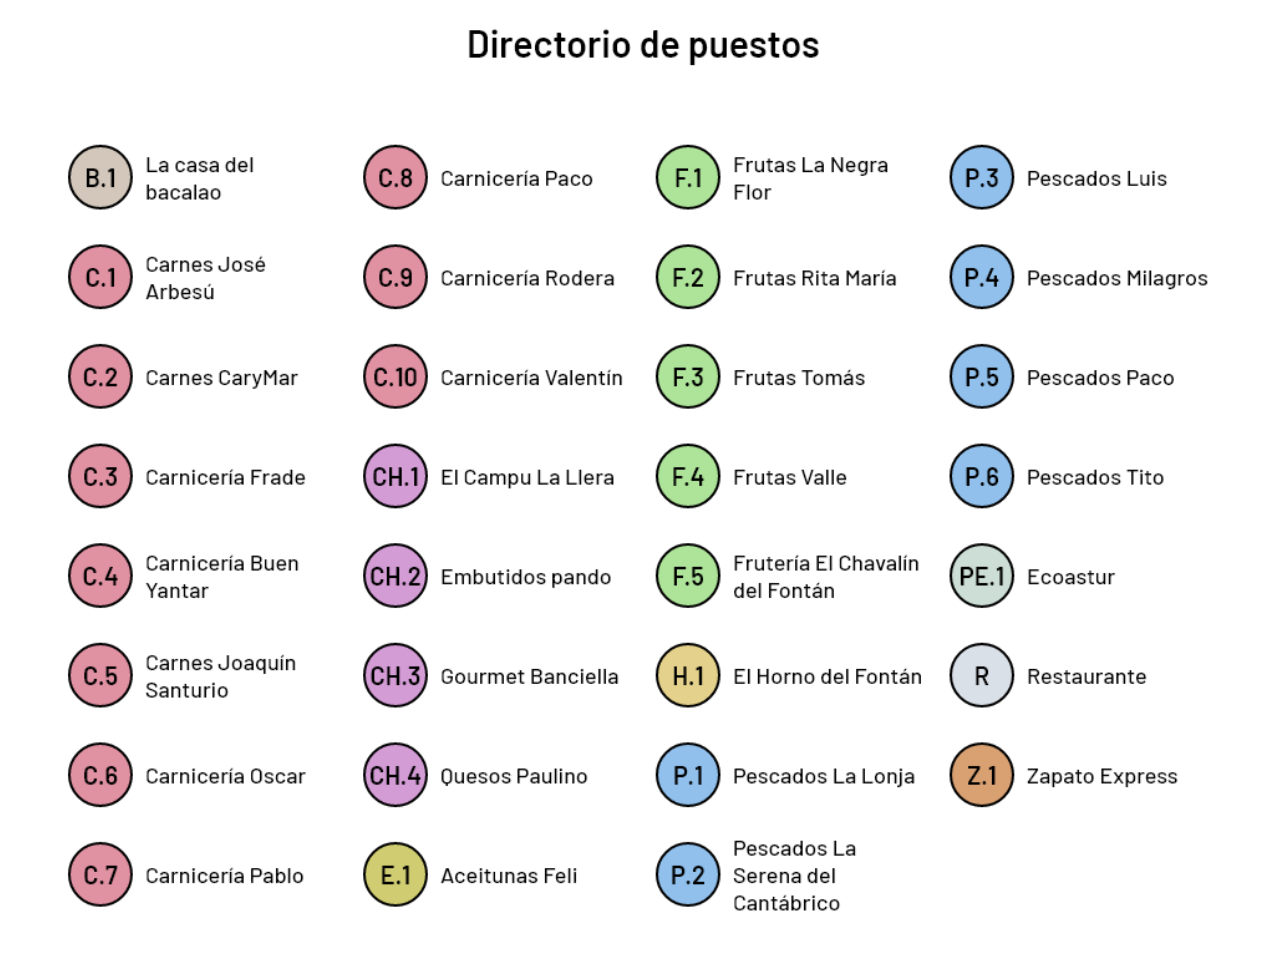 Directorio de puestos
B.1
La casa del
bacalao
C.1
Carnes José
Arbesú
C.2
Carnes CaryMar
C.3
Carnicería Frade
C.4
Carnicería Buen
Yantar
C.5
Carnes Joaquín
Santurio
C.6
Carnicería Oscar
C.7
Carnicería Pablo
C.8
Carnicería Paco
C.9
Carnicería Rodera
C.10
Carnicería Valentín
CH.1
El Campu La Llera
CH.2
Embutidos pando
CH.3
Gourmet Banciella
CH.4
Quesos Paulino
E.1
Aceitunas Feli
F.1
Frutas La Negra
Flor
F.2
Frutas Rita María
F.3
Frutas Tomás
F.4
Frutas Valle
F.5
Frutería El Chavalín
del Fontán
H.1
El Horno del Fontán
P.1
Pescados La Lonja
P.2
Pescados La
Serena del
Cantábrico
P.3
Pescados Luis
P.4
Pescados Milagros
P.5
Pescados Paco
P.6
Pescados Tito
PE.1
Ecoastur
R
Restaurante
Z.1
Zapato Express